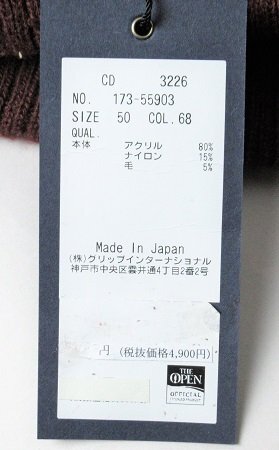 CD 3226
NO. 173-55903
SIZE 50 COL.68
QUAL.
本体 アクリル 80%
ナイロン 15%
毛 5%
Made In Japan
(株)グリップインターナショナル
神戸市中央区雲井通4丁目2番2号
円 (税抜価格4,900円)
THE
OPEN
OFFICIAL